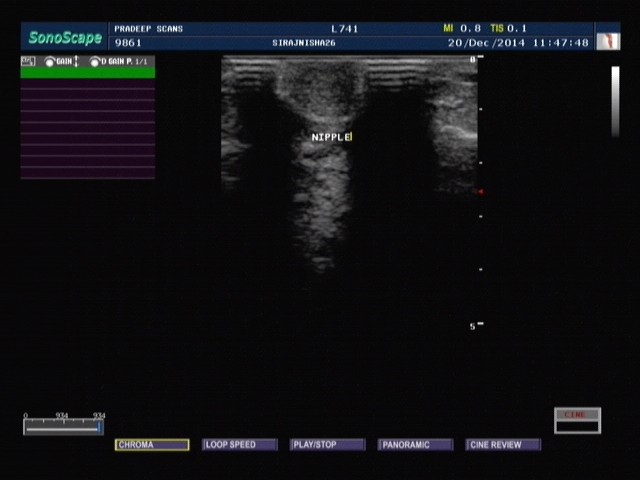 SonoScape
PRADEEP SCANS L741 MI 0.8 TIS 0.1
9861 SIRAJNISHA26 20/Dec /2014 11:47:48
GAIN D GAIN P. 1/1
0
NIPPLE
5
0 934 934
CINE
CHROMA LOOP SPEED PLAY/STOP PANORAMIC CINE REVIEW